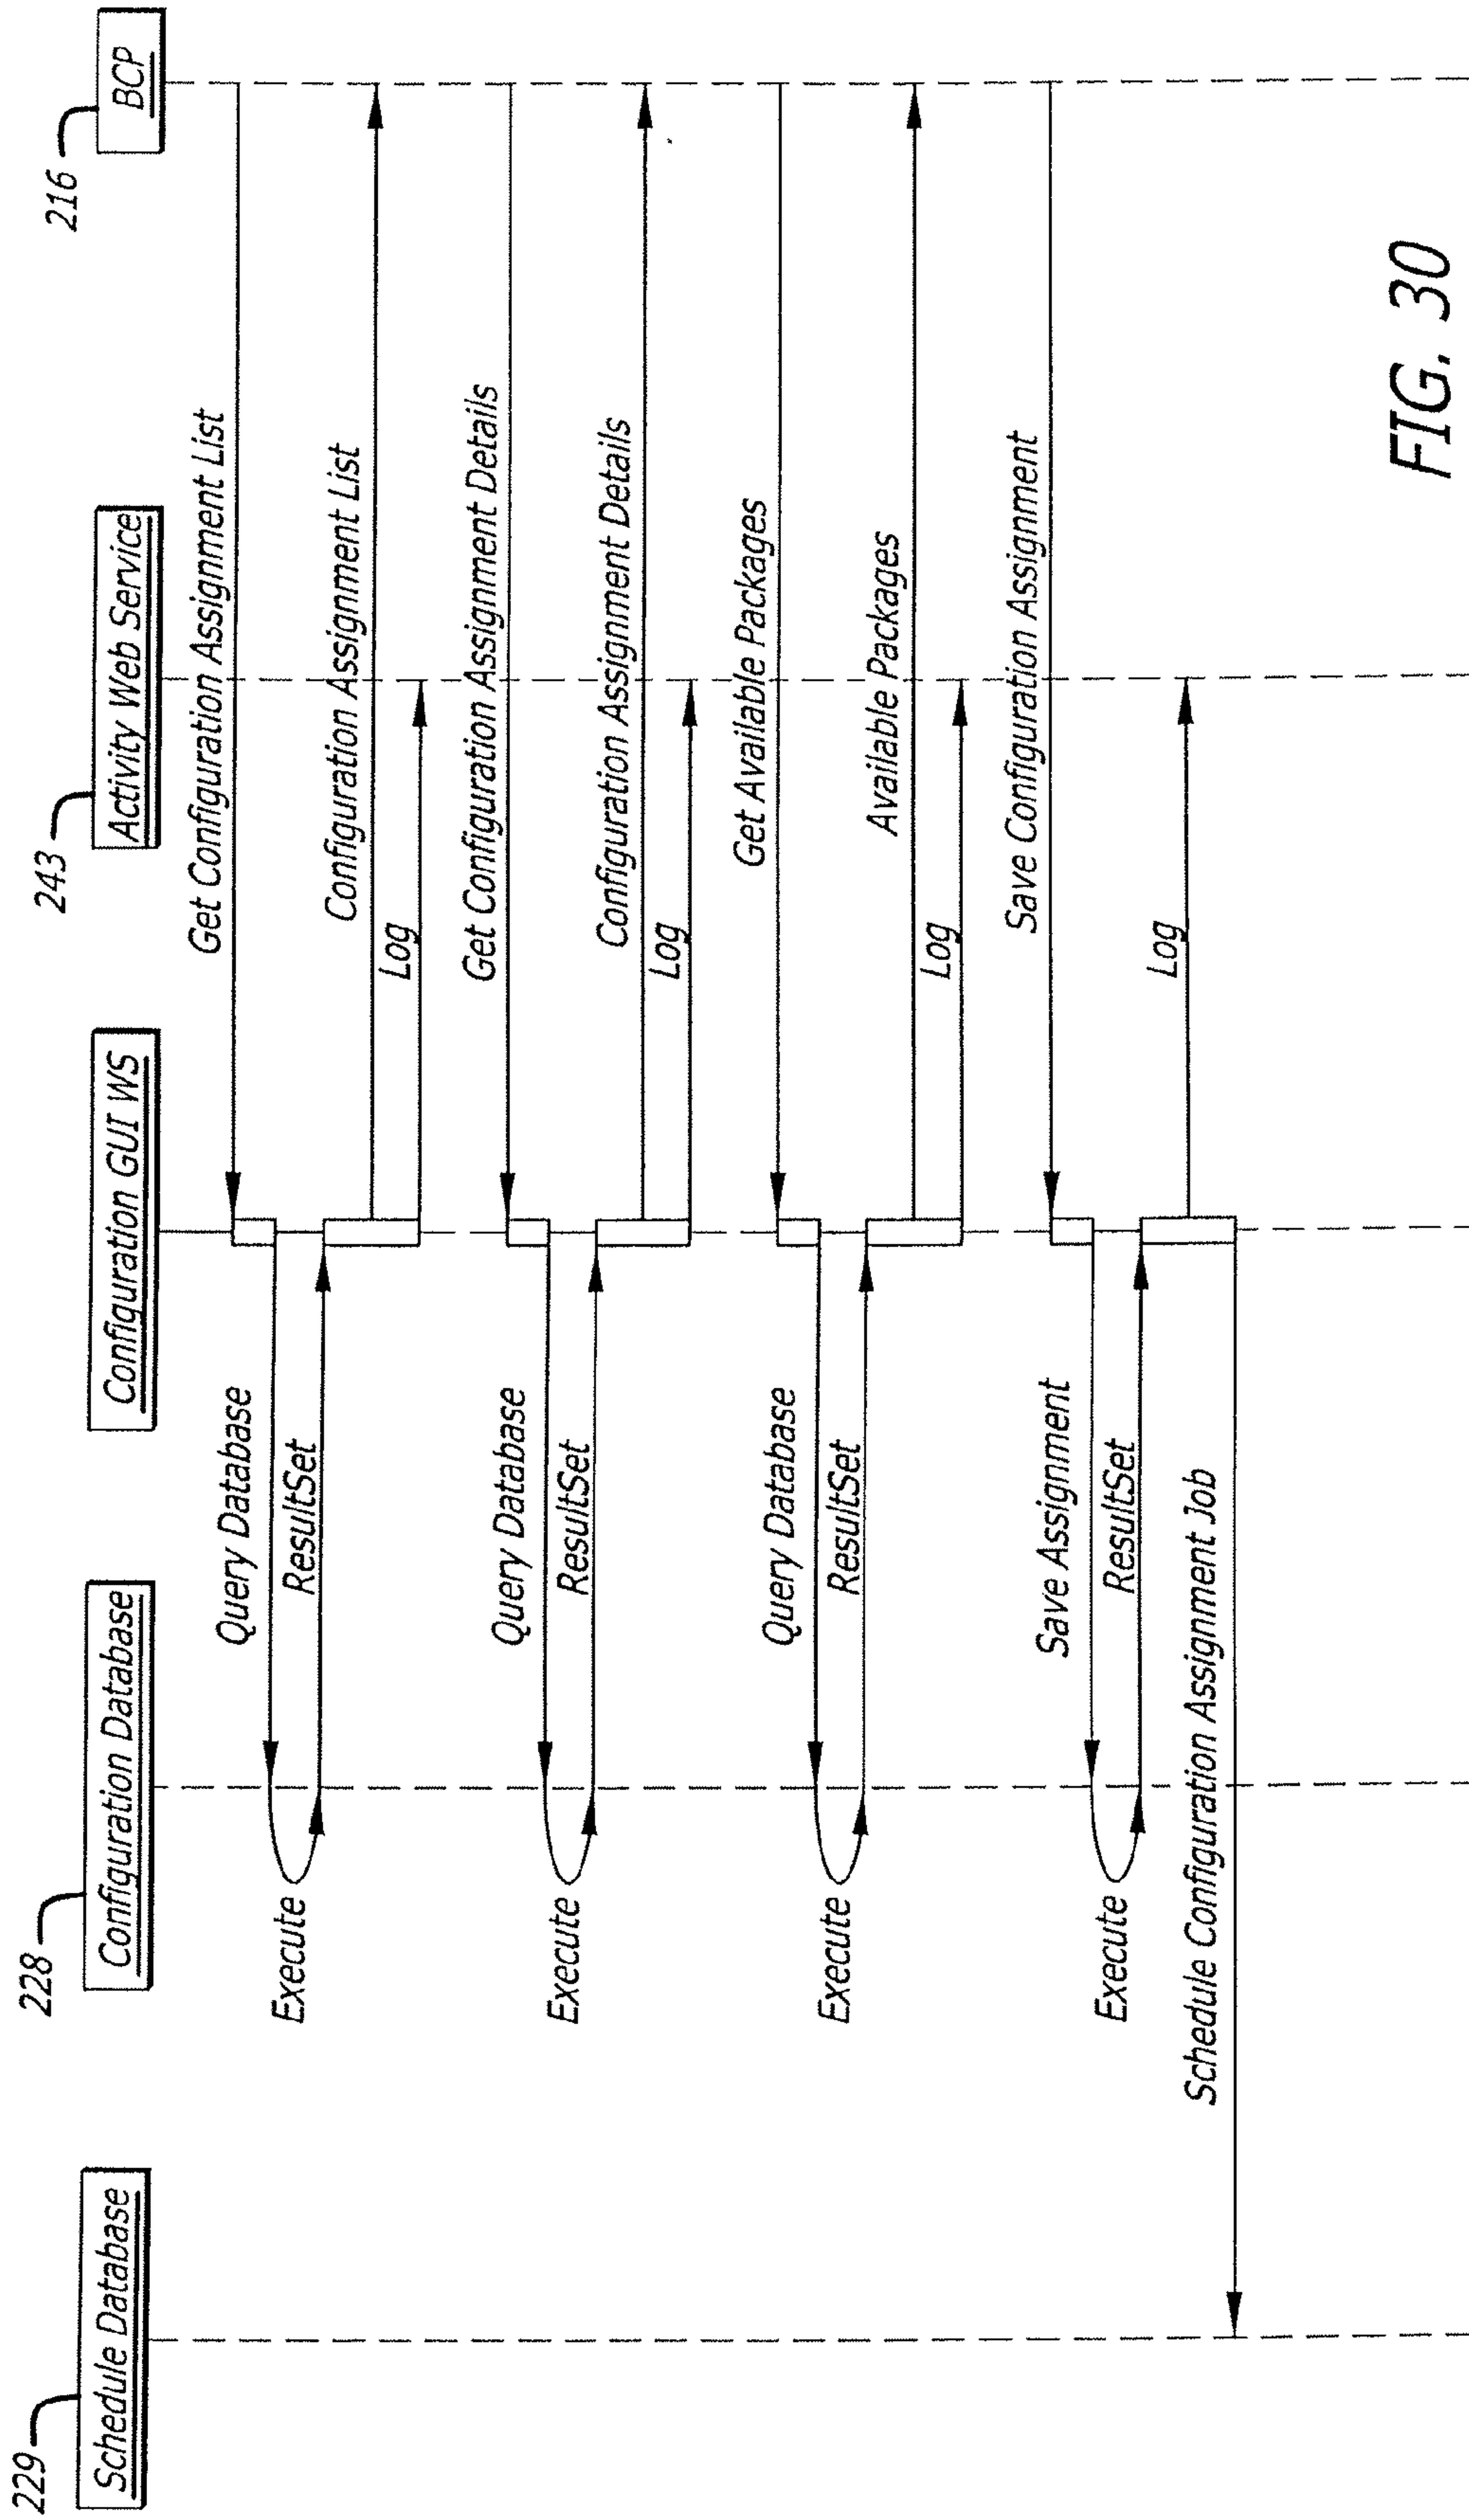 229
228
243
216
Schedule Database
Configuration Database
Configuration GUI WS
Activity Web Service
BCP
Get Configuration Assignment List
Query Database
Execute
ResultSet
Configuration Assignment List
Log
Get Configuration Assignment Details
Query Database
Execute
ResultSet
Configuration Assignment Details
Log
Get Available Packages
Query Database
Execute
ResultSet
Available Packages
Log
Save Configuration Assignment
Save Assignment
Execute
ResultSet
Log
Schedule Configuration Assignment Job
FIG. 30